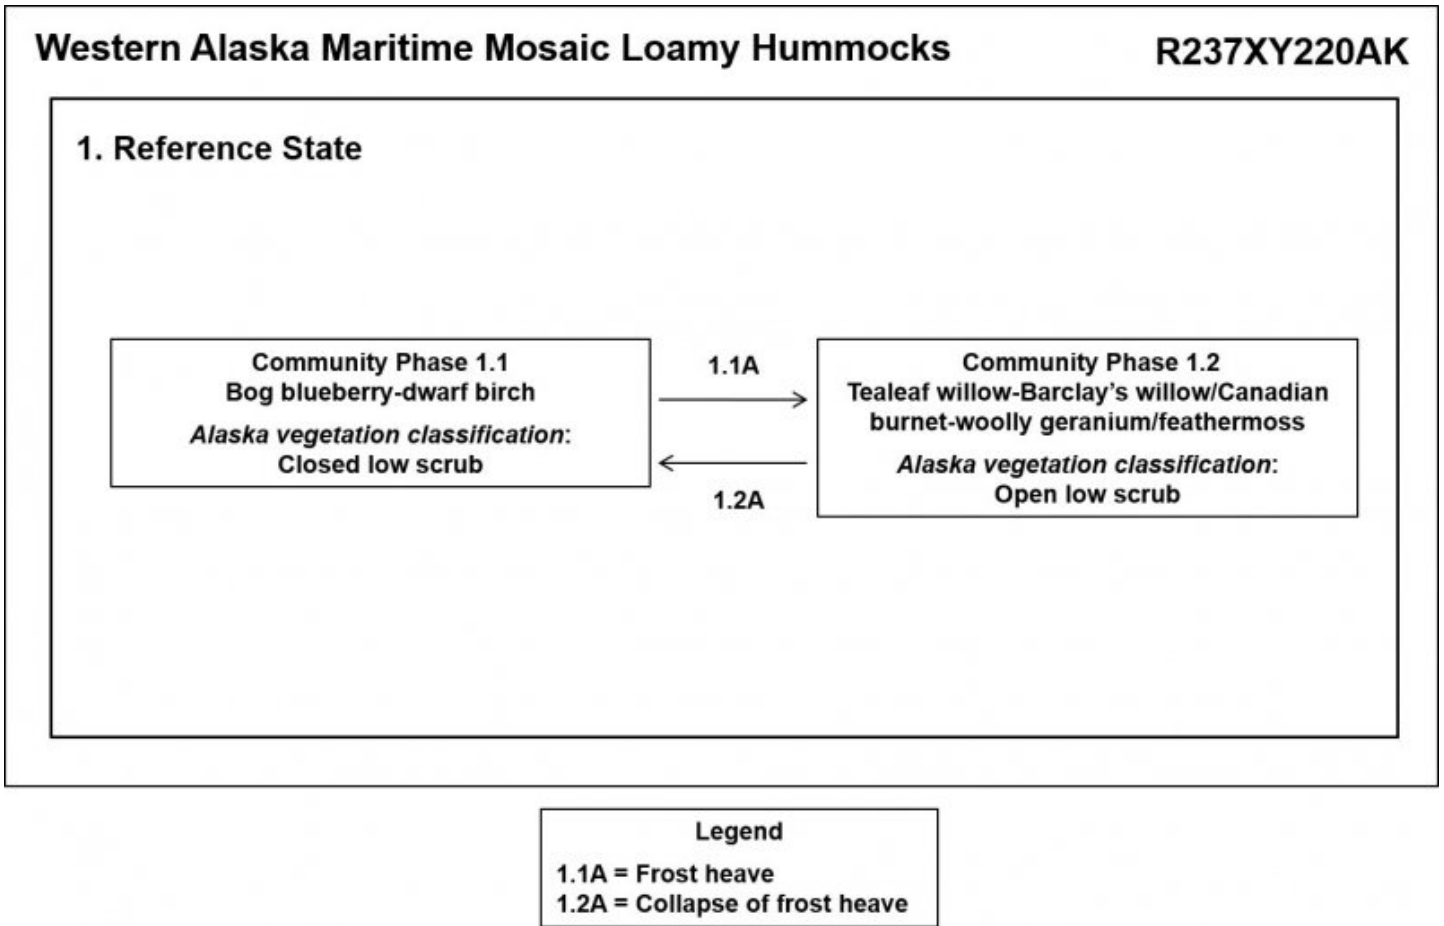 Western Alaska Maritime Mosaic Loamy Hummocks R237XY220AK
1. Reference State
Community Phase 1.1
Bog blueberry-dwarf birch
Alaska vegetation classification:
Closed low scrub
1.1A
1.2A
Community Phase 1.2
Tealeaf willow-Barclay's willow/Canadian
burnet-woolly geranium/feathermoss
Alaska vegetation classification:
Open low scrub
Legend
1.1A = Frost heave
1.2A = Collapse of frost heave